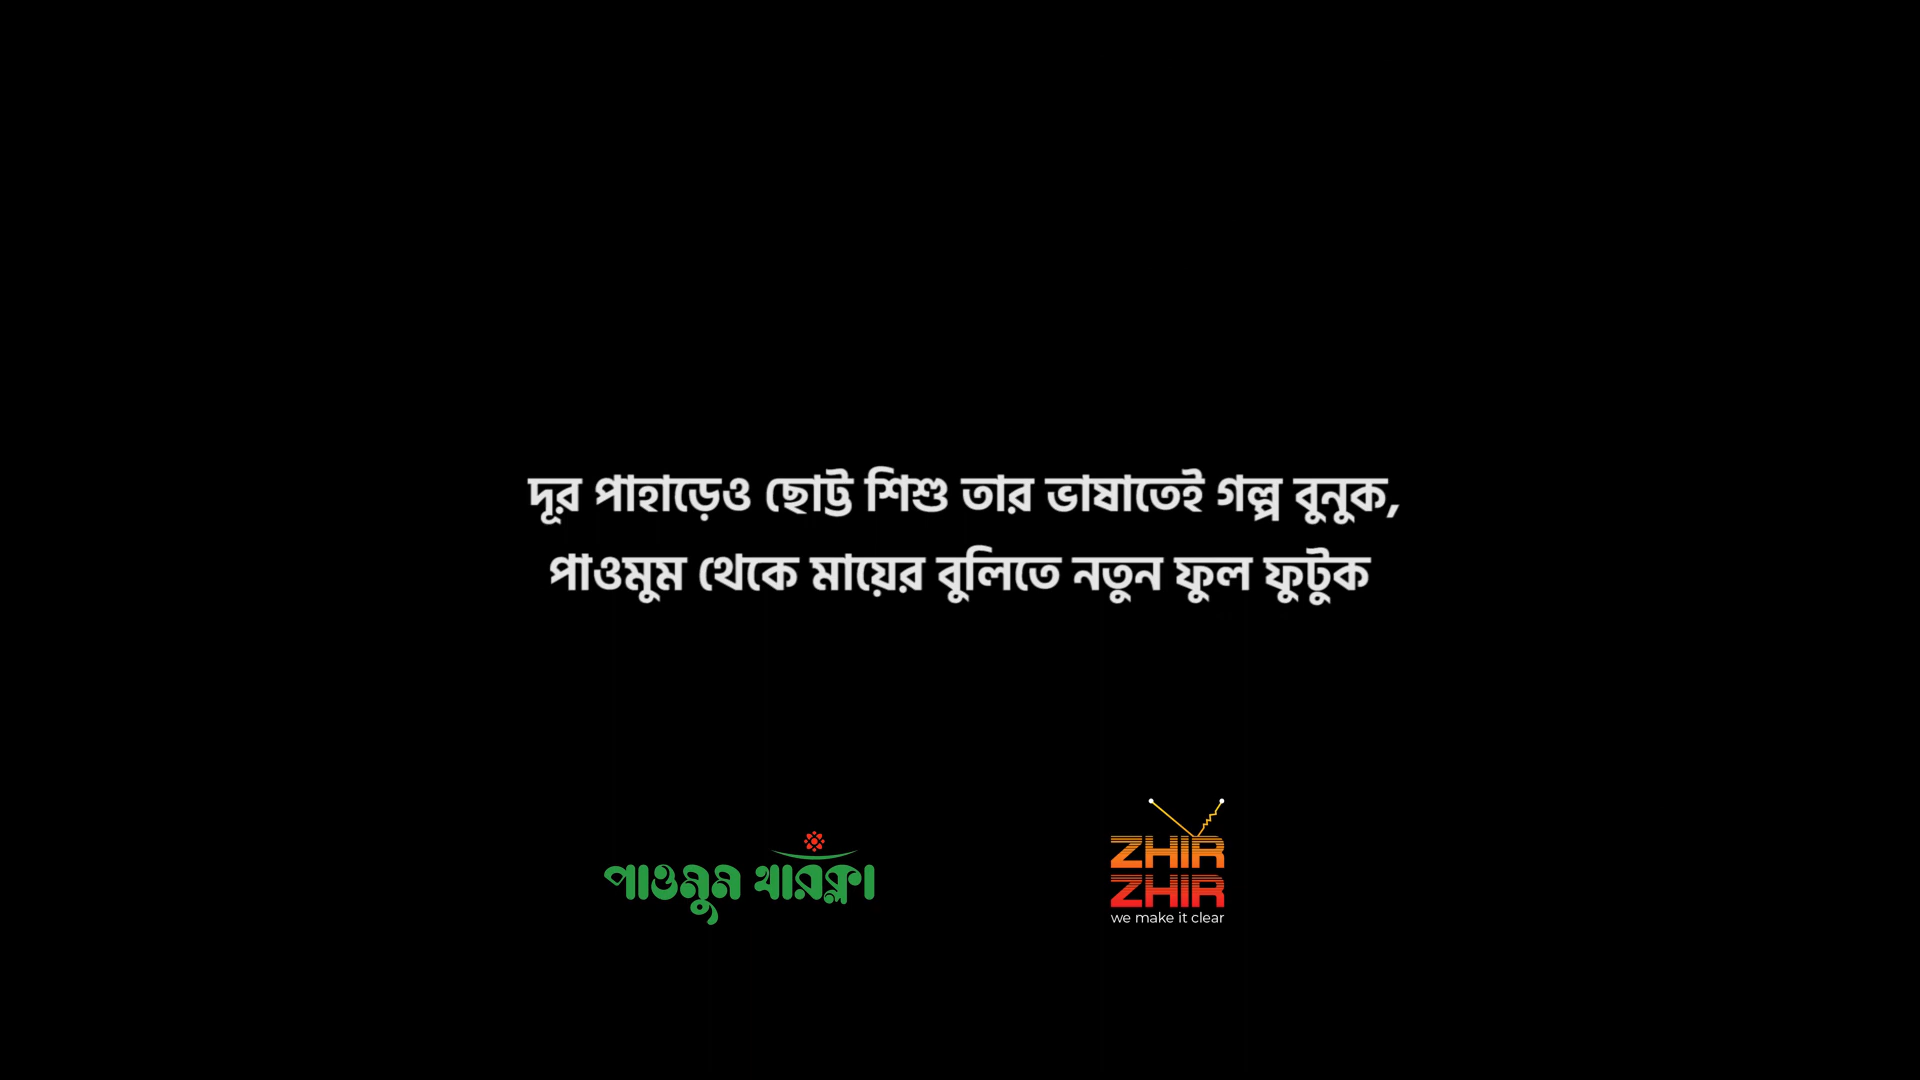 দূর পাহাড়েও ছোট্ট শিশু তার ভাষাতেই গল্প বুনুক,
পাওমুম থেকে মায়ের বুলিতে নতুন ফুল ফুটুক
পাওমুম থারক্লা
ZHIR
ZHIR
we make it clear